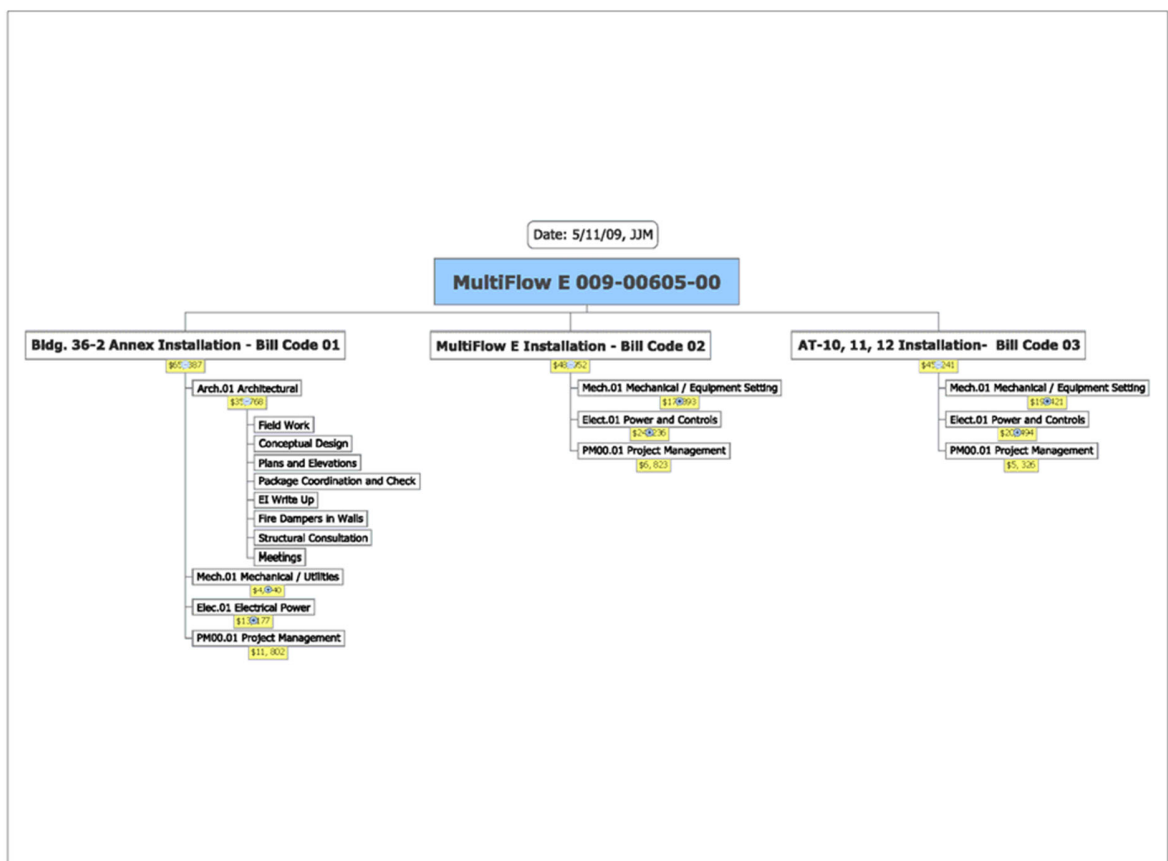 Date: 5/11/09, JJM
MultiFlow E 009-00605-00
Bldg. 36-2 Annex Installation - Bill Code 01
Arch.01 Architectural
Field Work
Conceptual Design
Plans and Elevations
Package Coordination and Check
EI Write Up
Fire Dampers in Walls
Structural Consultation
Meetings
Mech.01 Mechanical / Utilities
Elec.01 Electrical Power
PM00.01 Project Management
$11, 802
MultiFlow E Installation - Bill Code 02
Mech.01 Mechanical / Equipment Setting
Elect.01 Power and Controls
PM00.01 Project Management
$6, 823
AT-10, 11, 12 Installation-  Bill Code 03
Mech.01 Mechanical / Equipment Setting
Elect.01 Power and Controls
PM00.01 Project Management
$5, 326